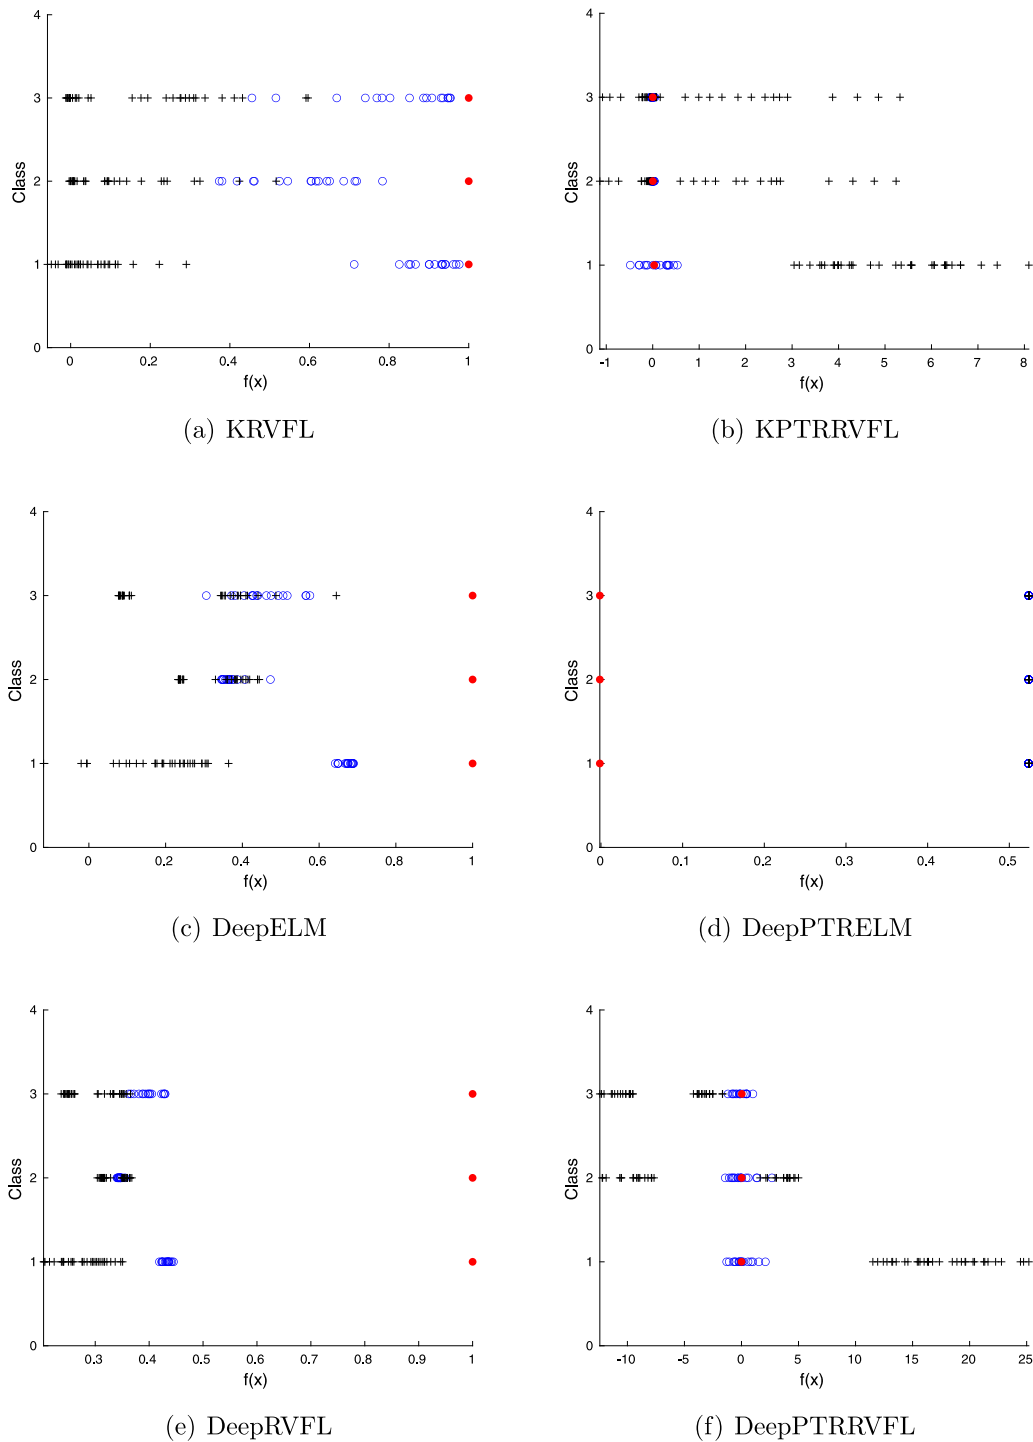 4
3
2
1
0
Class
0 0.2 0.4 0.6 0.8 1
f(x)
(a) KRVFL
4
3
2
1
0
Class
-1 0 1 2 3 4 5 6 7 8
f(x)
(b) KPTRRVFL
4
3
2
1
0
Class
0 0.2 0.4 0.6 0.8 1
f(x)
(c) DeepELM
4
3
2
1
0
Class
0 0.1 0.2 0.3 0.4 0.5
f(x)
(d) DeepPTRELM
4
3
2
1
0
Class
0.3 0.4 0.5 0.6 0.7 0.8 0.9 1
f(x)
(e) DeepRVFL
4
3
2
1
0
Class
-10 -5 0 5 10 15 20 25
f(x)
(f) DeepPTRRVFL